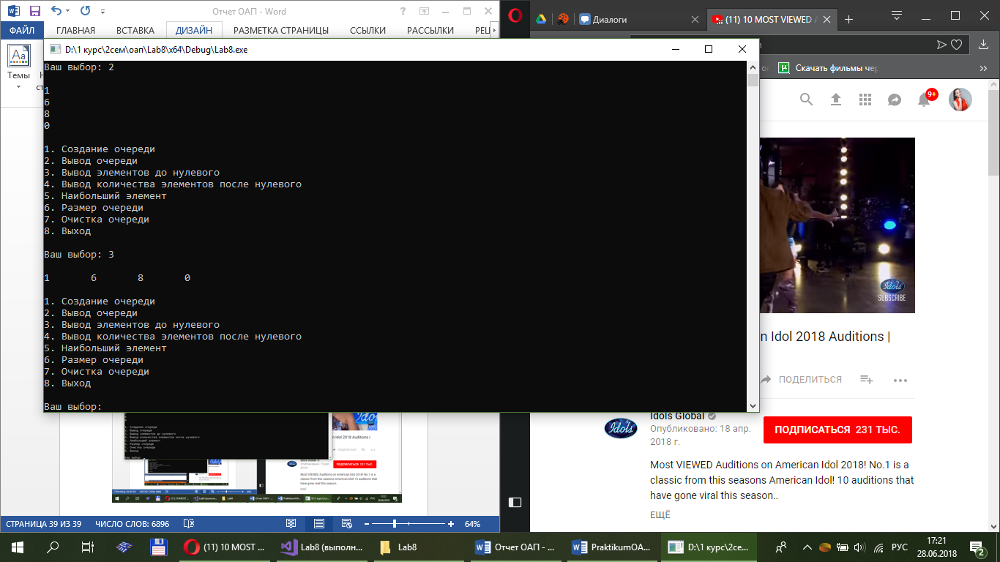 Отчет ОАП - Word
ФАЙЛ ГЛАВНАЯ ВСТАВКА ДИЗАЙН РАЗМЕТКА СТРАНИЦЫ ССЫЛКИ РАССЫЛКИ РЕЦ
Темы
Диалоги
(11) 10 MOST VIEWED A
Скачать фильмы чер
9+
D:\1 курс\2сем\оап\Lab8\x64\Debug\Lab8.exe
Ваш выбор: 2
1
6
8
0
1. Создание очереди
2. Вывод очереди
3. Вывод элементов до нулевого
4. Вывод количества элементов после нулевого
5. Наибольший элемент
6. Размер очереди
7. Очистка очереди
8. Выход
Ваш выбор: 3
1 6 8 0
1. Создание очереди
2. Вывод очереди
3. Вывод элементов до нулевого
4. Вывод количества элементов после нулевого
5. Наибольший элемент
6. Размер очереди
7. Очистка очереди
8. Выход
Ваш выбор:
Idols
SUBSCRIBE
n Idol 2018 Auditions |
ПОДЕЛИТЬСЯ
Idols
Idols Global
Опубликовано: 18 апр.
2018 г.
ПОДПИСАТЬСЯ 231 ТЫС.
Most VIEWED Auditions on American Idol 2018! No.1 is a
classic from this seasons American Idol! 10 auditions that
have gone viral this season..
ЕЩЁ
СТРАНИЦА 39 ИЗ 39 ЧИСЛО СЛОВ: 6896 64%
(11) 10 MOST ... Lab8 (выполн... Lab8 Отчет ОАП - ... PraktikumOA... D:\1 курс\2се...
РУС
17:21
28.06.2018
2